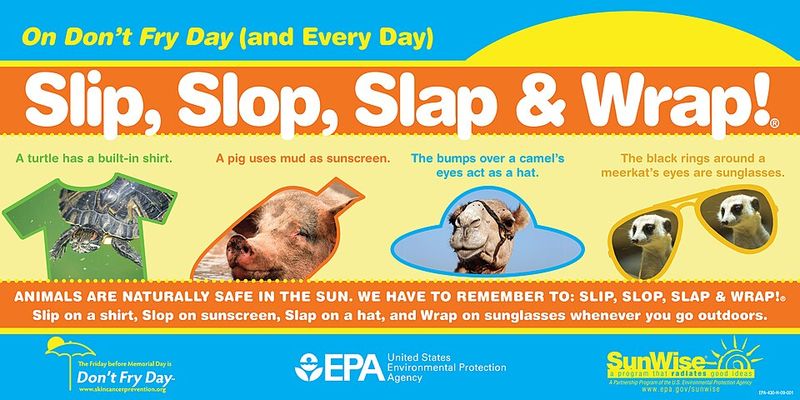 On Don't Fry Day (and Every Day)
Slip, Slop, Slap & Wrap!®
A turtle has a built-in shirt.
A pig uses mud as sunscreen.
The bumps over a camel's
eyes act as a hat.
The black rings around a
meerkat's eyes are sunglasses.
ANIMALS ARE NATURALLY SAFE IN THE SUN. WE HAVE TO REMEMBER TO: SLIP, SLOP, SLAP & WRAP!®
Slip on a shirt, Slop on sunscreen, Slap on a hat, and Wrap on sunglasses whenever you go outdoors.
The Friday before Memorial Day is
Don't Fry Day™
www.skincancerprevention.org
EPA
United States
Environmental Protection
Agency
SunWise
a program that radiates good ideas
A Partnership Program of the U.S. Environmental Protection Agency
www.epa.gov/sunwise
EPA-430-H-09-001